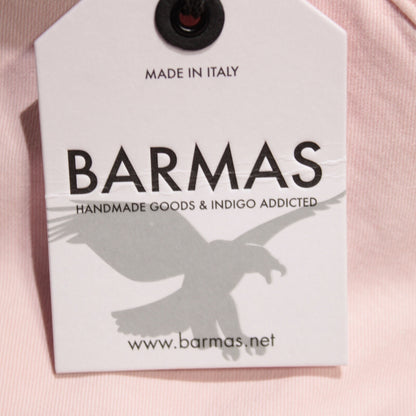 MADE IN ITALY
BARMAS
HANDMADE GOODS & INDIGO ADDICTED
www.barmas.net